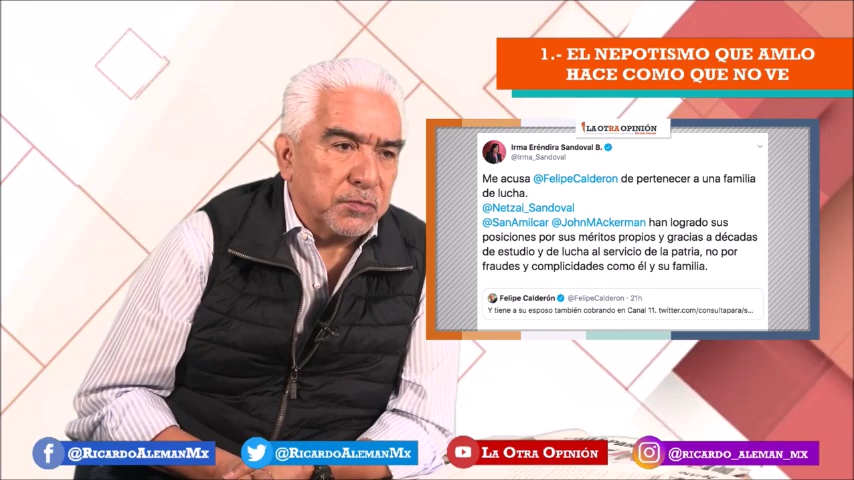 1.- EL NEPOTISMO QUE AMLO
HACE COMO QUE NO VE
LA OTRA OPINIÓN
Irma Eréndira Sandoval B.
@Irma_Sandoval
Me acusa @FelipeCalderon de pertenecer a una familia
de lucha.
@Netzai_Sandoval
@SanAmilcar @JohnMAckerman han logrado sus
posiciones por sus méritos propios y gracias a décadas
de estudio y de lucha al servicio de la patria, no por
fraudes y complicidades como él y su familia.
Felipe Calderón @FelipeCalderon · 21h
Y tiene a su esposo también cobrando en Canal 11. twitter.com/consultapara/s...
@RICARDOALEMANMX
@RICARDOALEMANMX
LA OTRA OPINIÓN
@RICARDO_ALEMAN_MX